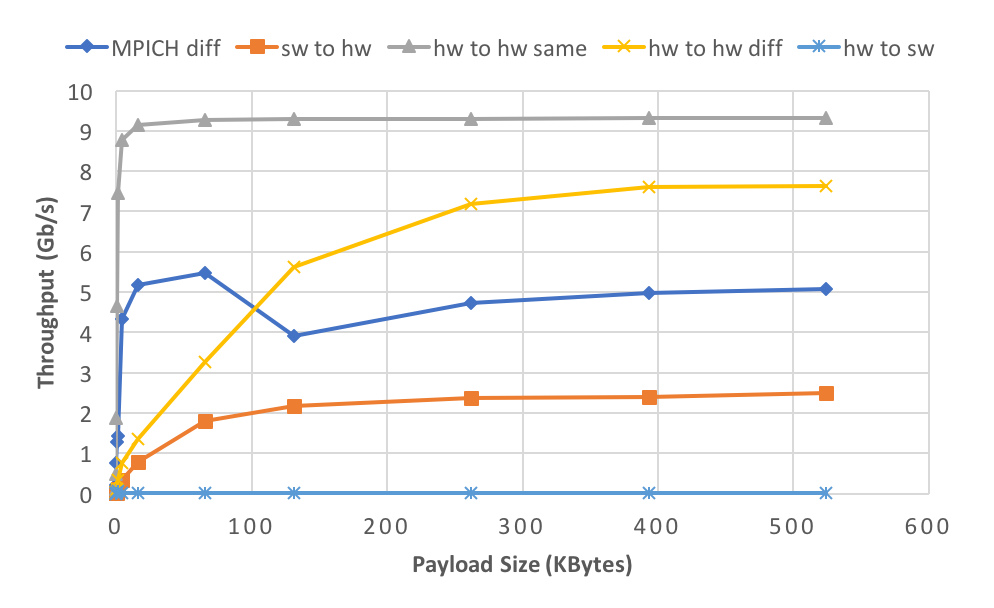 MPICH diff sw to hw hw to hw same hw to hw diff hw to sw
10
9
8
7
6
5
4
3
2
1
0
Throughput (Gb/s)
0 100 200 300 400 500 600
Payload Size (KBytes)